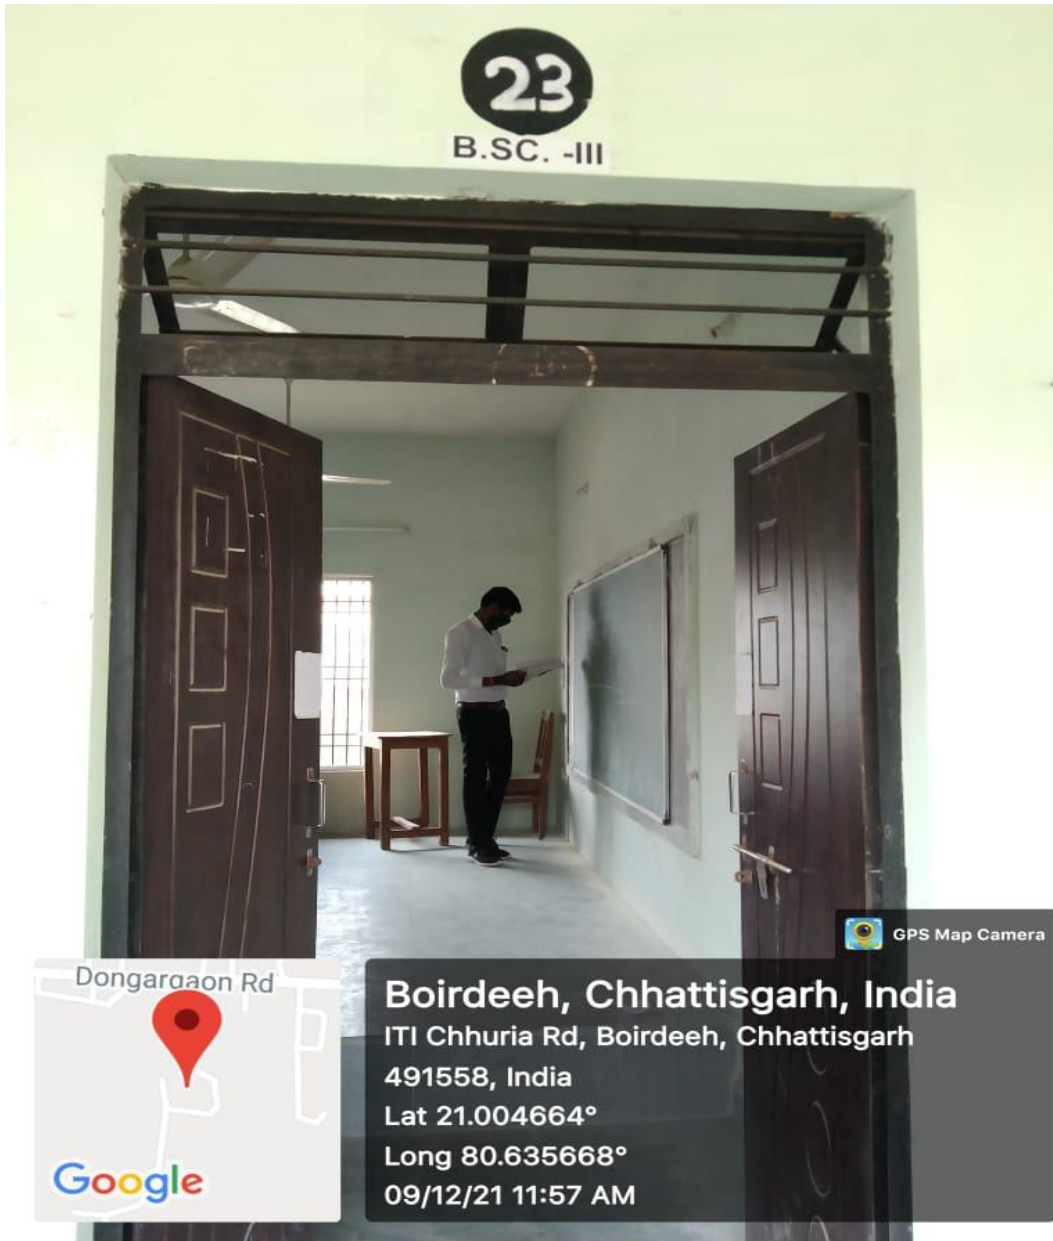 23
B.SC. -III
GPS Map Camera
Dongargaon Rd
Google
Boirdeeh, Chhattisgarh, India
ITI Chhuria Rd, Boirdeeh, Chhattisgarh
491558, India
Lat 21.004664°
Long 80.635668°
09/12/21 11:57 AM